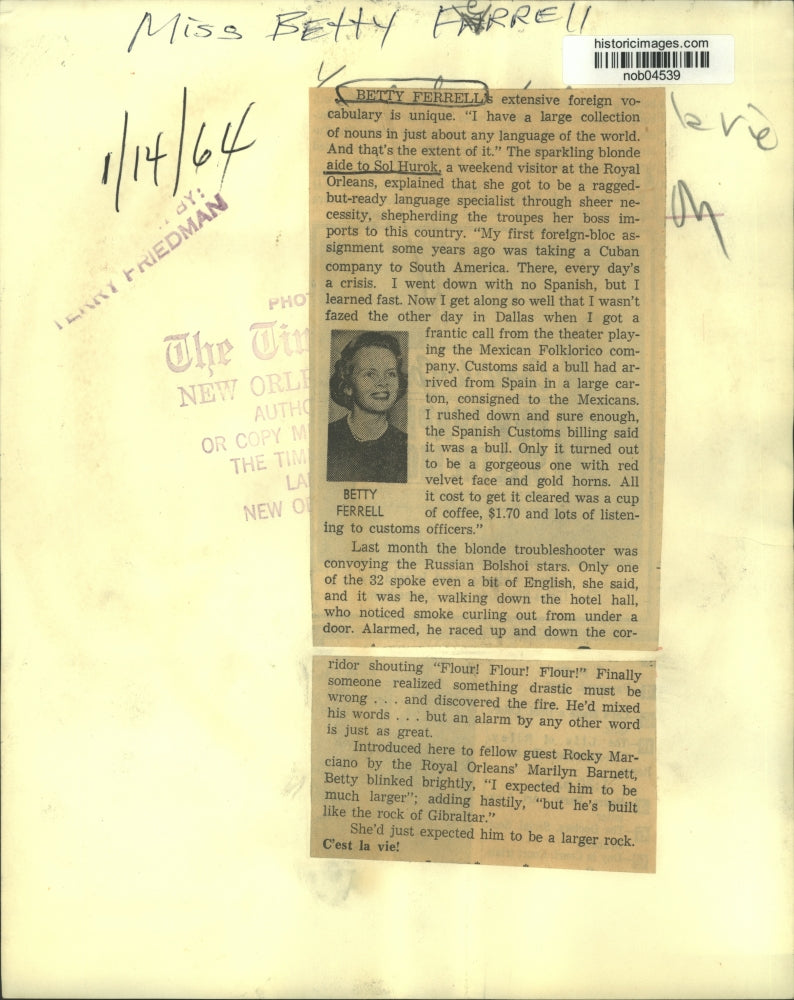 Miss Betty FERRELL
historicimages.com
nob04539
1/14/64
BY:
FRIEDMAN
PHO
The Tim
NEW ORLE
AUTHO
OR COPY M
THE TIM
LA
NEW O
BETTY FERRELL's extensive foreign vo-
cabulary is unique. "I have a large collection
of nouns in just about any language of the world.
And that's the extent of it." The sparkling blonde
aide to Sol Hurok, a weekend visitor at the Royal
Orleans, explained that she got to be a ragged-
but-ready language specialist through sheer ne-
cessity, shepherding the troupes her boss im-
ports to this country. "My first foreign-bloc as-
signment some years ago was taking a Cuban
company to South America. There, every day's
a crisis. I went down with no Spanish, but I
learned fast. Now I get along so well that I wasn't
fazed the other day in Dallas when I got a
frantic call from the theater play-
ing the Mexican Folklorico com-
pany. Customs said a bull had ar-
rived from Spain in a large car-
ton, consigned to the Mexicans.
I rushed down and sure enough,
the Spanish Customs billing said
it was a bull. Only it turned out
to be a gorgeous one with red
velvet face and gold horns. All
it cost to get it cleared was a cup
of coffee, $1.70 and lots of listen-
BETTY
FERRELL
ing to customs officers."
Last month the blonde troubleshooter was
convoying the Russian Bolshoi stars. Only one
of the 32 spoke even a bit of English, she said,
and it was he, walking down the hotel hall,
who noticed smoke curling out from under a
door. Alarmed, he raced up and down the cor-
ridor shouting "Flour! Flour! Flour!" Finally
someone realized something drastic must be
wrong . . . and discovered the fire. He'd mixed
his words . . . but an alarm by any other word
is just as great.
Introduced here to fellow guest Rocky Mar-
ciano by the Royal Orleans' Marilyn Barnett,
Betty blinked brightly, "I expected him to be
much larger"; adding hastily, "but he's built
like the rock of Gibraltar."
She'd just expected him to be a larger rock.
C'est la vie!